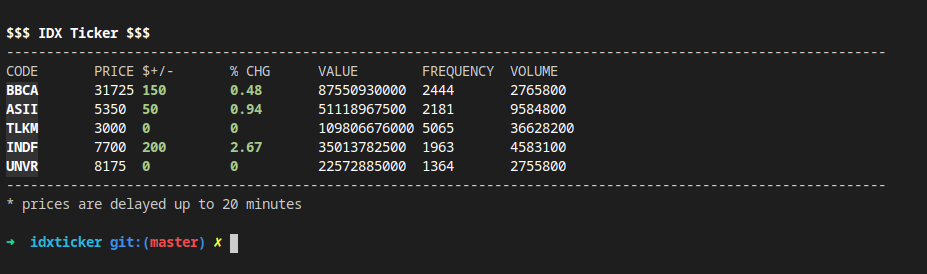 $$$ IDX Ticker $$$
--------------------------------------------------------------------------------------------------------------
CODE       PRICE $+/-       % CHG      VALUE        FREQUENCY  VOLUME
BBCA       31725 150        0.48       87550930000  2444       2765800
ASII       5350  50         0.94       51118967500  2181       9584800
TLKM       3000  0          0          109806676000 5065       36628200
INDF       7700  200        2.67       35013782500  1963       4583100
UNVR       8175  0          0          22572885000  1364       2755800
--------------------------------------------------------------------------------------------------------------
* prices are delayed up to 20 minutes
➜  idxticker git:(master) ✗